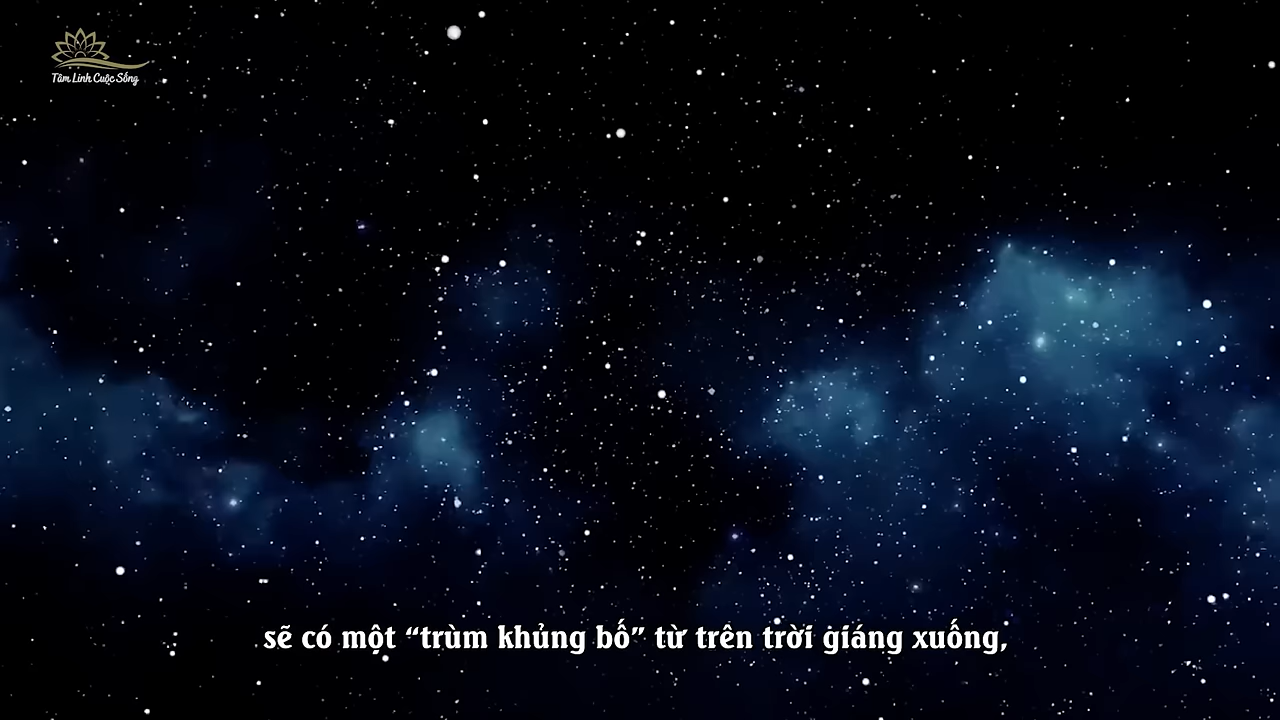 Tâm Linh Cuộc Sống
sẽ có một “trùm khủng bố” từ trên trời giáng xuống,